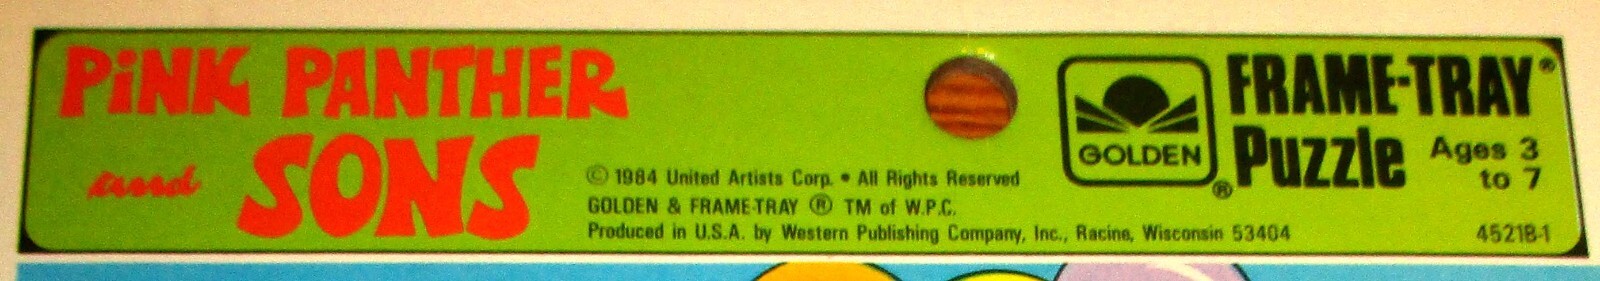 PiNK PANTHER
and SONS
© 1984 United Artists Corp. • All Rights Reserved
GOLDEN & FRAME-TRAY ® TM of W.P.C.
Produced in U.S.A. by Western Publishing Company, Inc., Racine, Wisconsin 53404
GOLDEN ®
FRAME-TRAY®
Puzzle
Ages 3
to 7
4521B-1